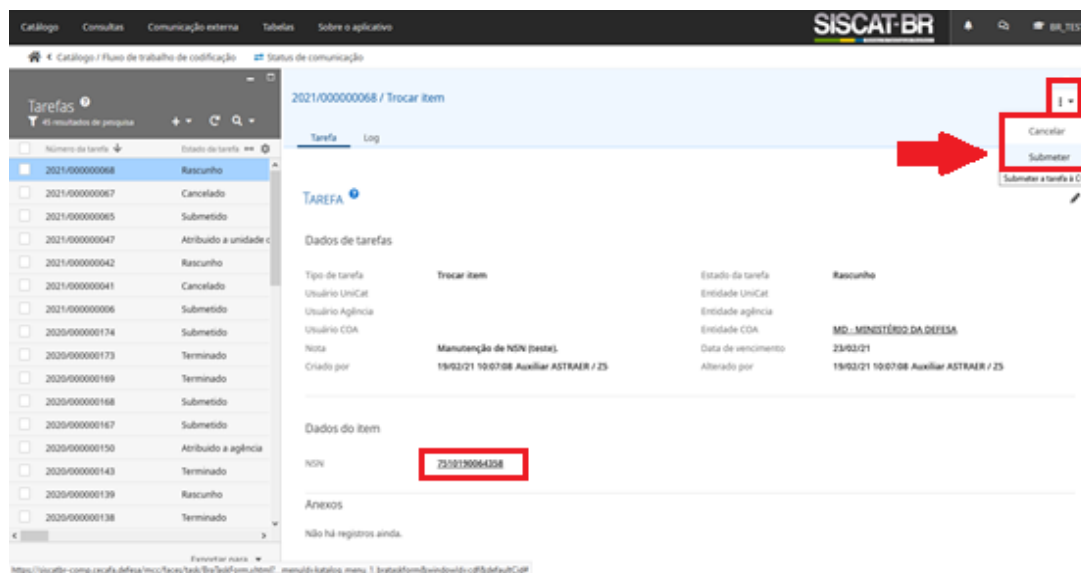 Catálogo Consultas Comunicação externa Tabelas Sobre o aplicativo SISCAT-BR BR_TES
Catálogo / Fluxo de trabalho de codificação Status de comunicação
Tarefas
45 resultados de pesquisa
Número da tarefa Estado da tarefa
2021/000000068 Rascunho
2021/000000067 Cancelado
2021/000000065 Submetido
2021/000000047 Atribuido a unidade c
2021/000000042 Rascunho
2021/000000041 Cancelado
2021/000000006 Submetido
2020/000000174 Submetido
2020/000000173 Terminado
2020/000000169 Terminado
2020/000000168 Submetido
2020/000000167 Submetido
2020/000000150 Atribuido a agência
2020/000000143 Terminado
2020/000000139 Rascunho
2020/000000138 Terminado
Exportar para
2021/000000068 / Trocar item
Cancelar
Submeter
Submeter a tarefa à C
Tarefa Log
TAREFA
Dados de tarefas
Tipo de tarefa Trocar item Estado da tarefa Rascunho
Usuário UniCat Entidade UniCat
Usuário Agência Entidade agência
Usuário COA Entidade COA MD - MINISTÉRIO DA DEFESA
Nota Manutenção de NSN (teste). Data de vencimento 23/02/21
Criado por 19/02/21 10:07:08 Auxiliar ASTRAER / ZS Alterado por 19/02/21 10:07:08 Auxiliar ASTRAER / ZS
Dados do item
NSN 7510190064358
Anexos
Não há registros ainda.